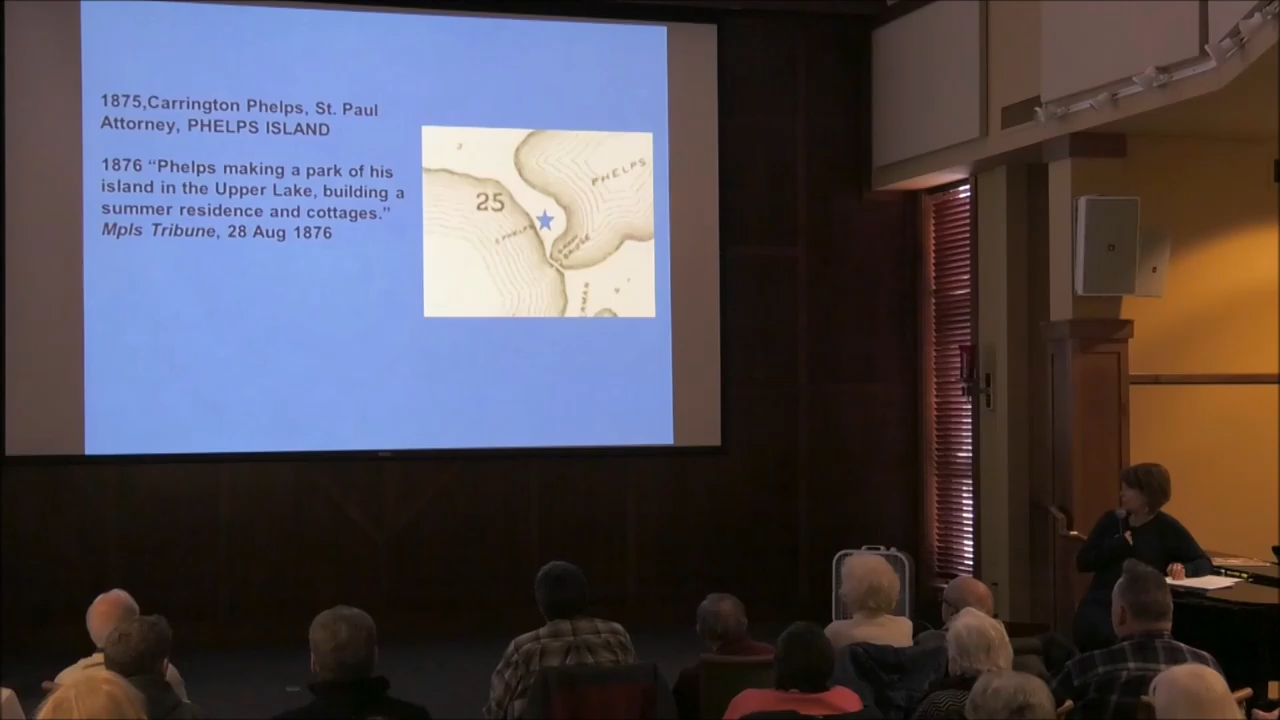 1875,Carrington Phelps, St. Paul
Attorney, PHELPS ISLAND
1876 “Phelps making a park of his
island in the Upper Lake, building a
summer residence and cottages.”
Mpls Tribune, 28 Aug 1876
PHELPS
25